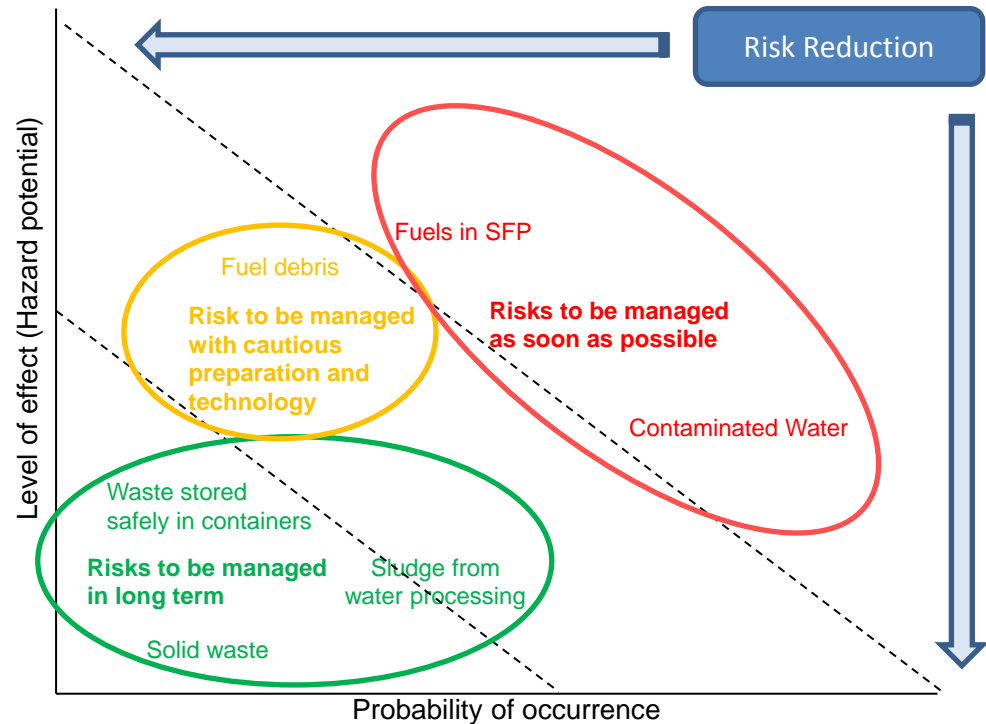 Risk Reduction
Level of effect (Hazard potential)
Fuels in SFP
Fuel debris
Risks to be managed
as soon as possible
Risk to be managed
with cautious
preparation and
technology
Contaminated Water
Waste stored
safely in containers
Risks to be managed
in long term
Sludge from
water processing
Solid waste
Probability of occurrence